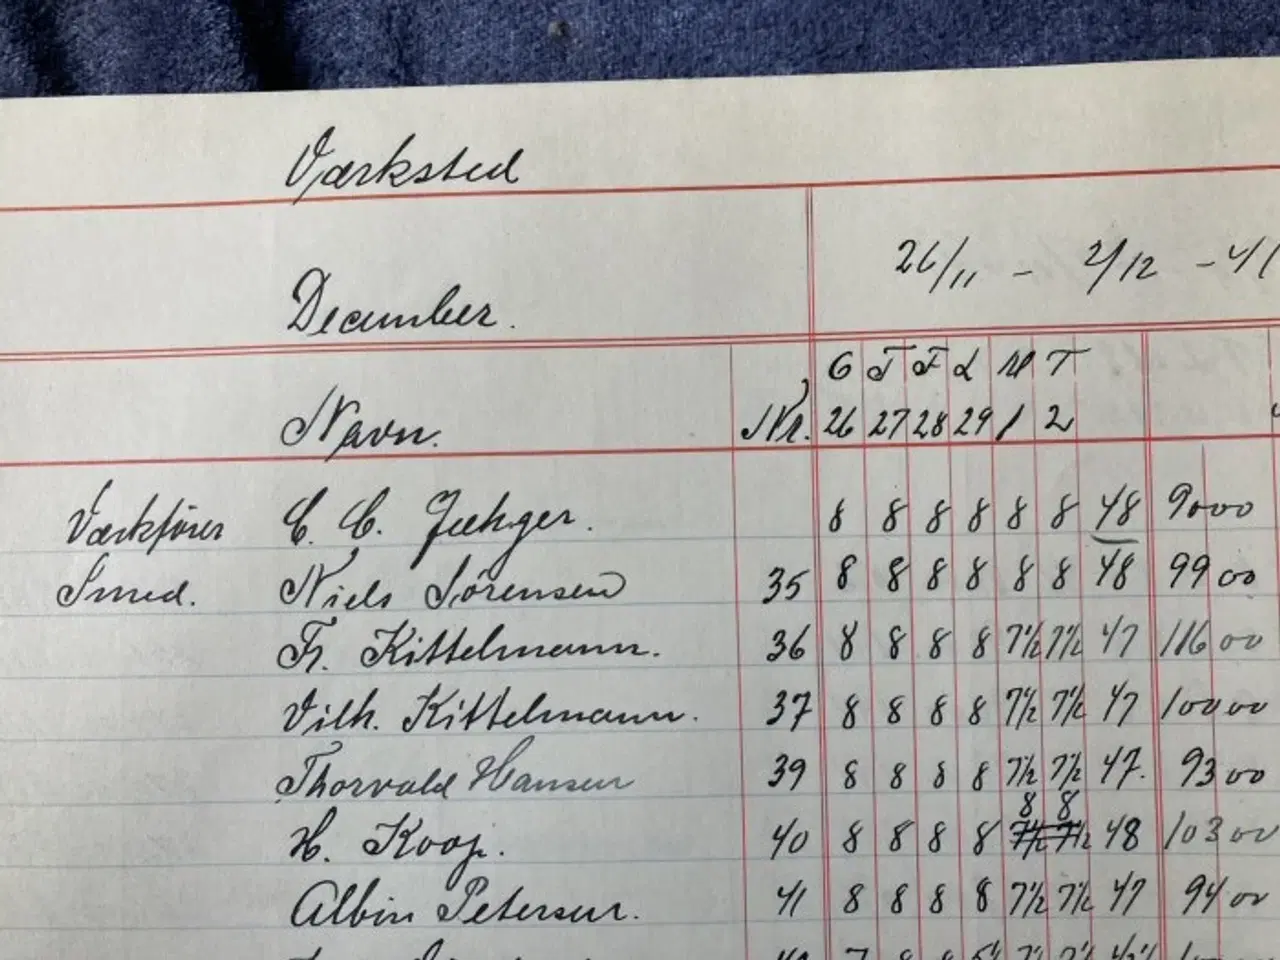 Værksted
26/11 - 2/12 - 4/1
December.
O T F L M T
Navn. Nr. 26 27 28 29 1 2
Værkfører C. C. 8 8 8 8 8 8 48 90 00
Smed. Niels Sørensen 35 8 8 8 8 8 8 48 99 00
Fr. Kittelmann. 36 8 8 8 8 7½ 7½ 47 116 00
Vilh. Kittelmann. 37 8 8 8 8 7½ 7½ 47 100 00
Thorvald Hansen 39 8 8 8 8 7½ 7½ 47. 93 00
8 8
H. Koop. 40 8 8 8 8 7½ 7½ 48 103 00
Albin Petersen. 41 8 8 8 8 7½ 7½ 47 94 00